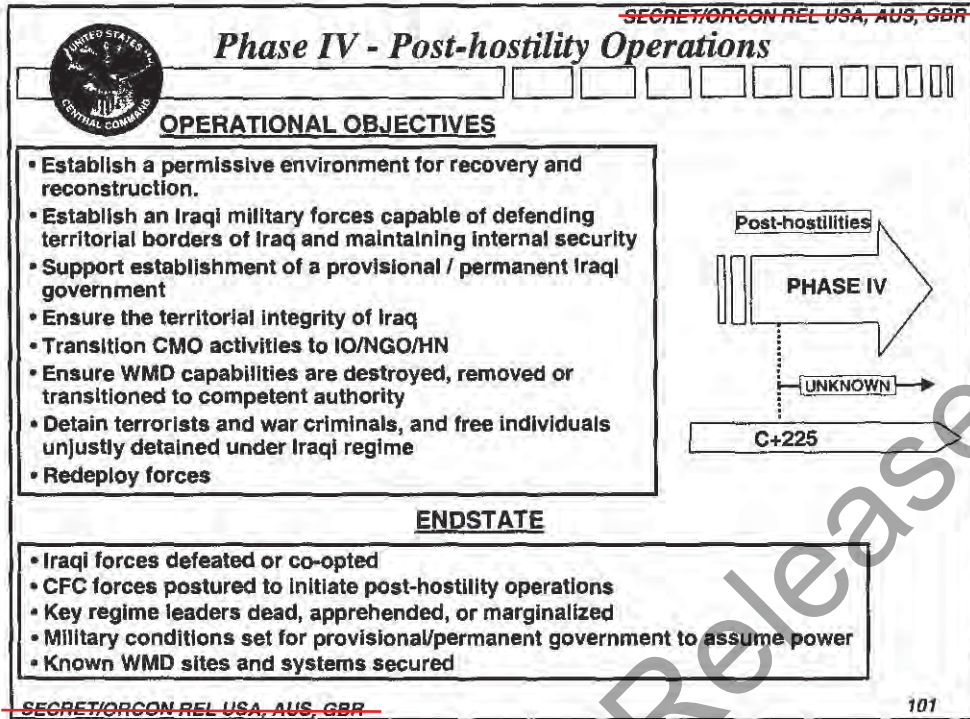 SECRET/ORCON REL USA, AUS, GBR
Phase IV - Post-hostility Operations
UNITED STATES
CENTRAL COMMAND
OPERATIONAL OBJECTIVES
• Establish a permissive environment for recovery and
reconstruction.
• Establish an Iraqi military forces capable of defending
territorial borders of Iraq and maintaining internal security
• Support establishment of a provisional / permanent Iraqi
government
• Ensure the territorial integrity of Iraq
• Transition CMO activities to IO/NGO/HN
• Ensure WMD capabilities are destroyed, removed or
transitioned to competent authority
• Detain terrorists and war criminals, and free individuals
unjustly detained under Iraqi regime
• Redeploy forces
Post-hostilities
PHASE IV
UNKNOWN
C+225
ENDSTATE
• Iraqi forces defeated or co-opted
• CFC forces postured to initiate post-hostility operations
• Key regime leaders dead, apprehended, or marginalized
• Military conditions set for provisional/permanent government to assume power
• Known WMD sites and systems secured
SECRET/ORCON REL USA, AUS, GBR
101
Release